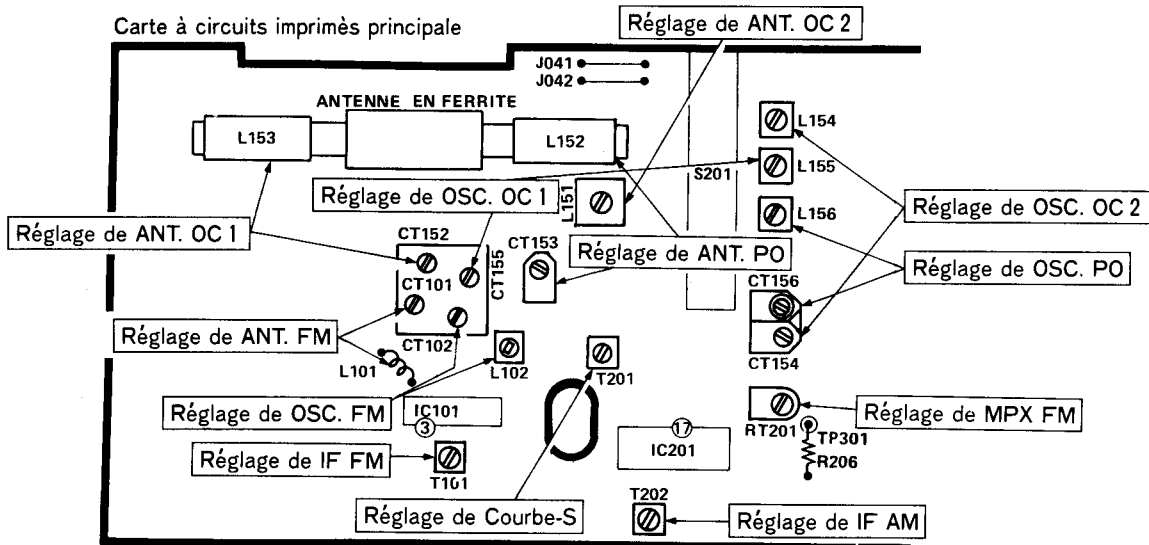 Carte à circuits imprimès principale
Réglage de ANT. OC 2
J041
J042
ANTENNE EN FERRITE
L153
L152
L154
L155
S201
L151
L156
Réglage de OSC. OC 1
Réglage de ANT. OC 1
Réglage de OSC. OC 2
CT152
CT153
CT155
Réglage de ANT. PO
Réglage de OSC. PO
CT101
CT156
Réglage de ANT. FM
CT102
L102
CT154
L101
T201
Réglage de OSC. FM
IC101
3
RT201
Réglage de MPX FM
TP301
17
IC201
R206
Réglage de IF FM
T101
Réglage de Courbe-S
T202
Réglage de IF AM